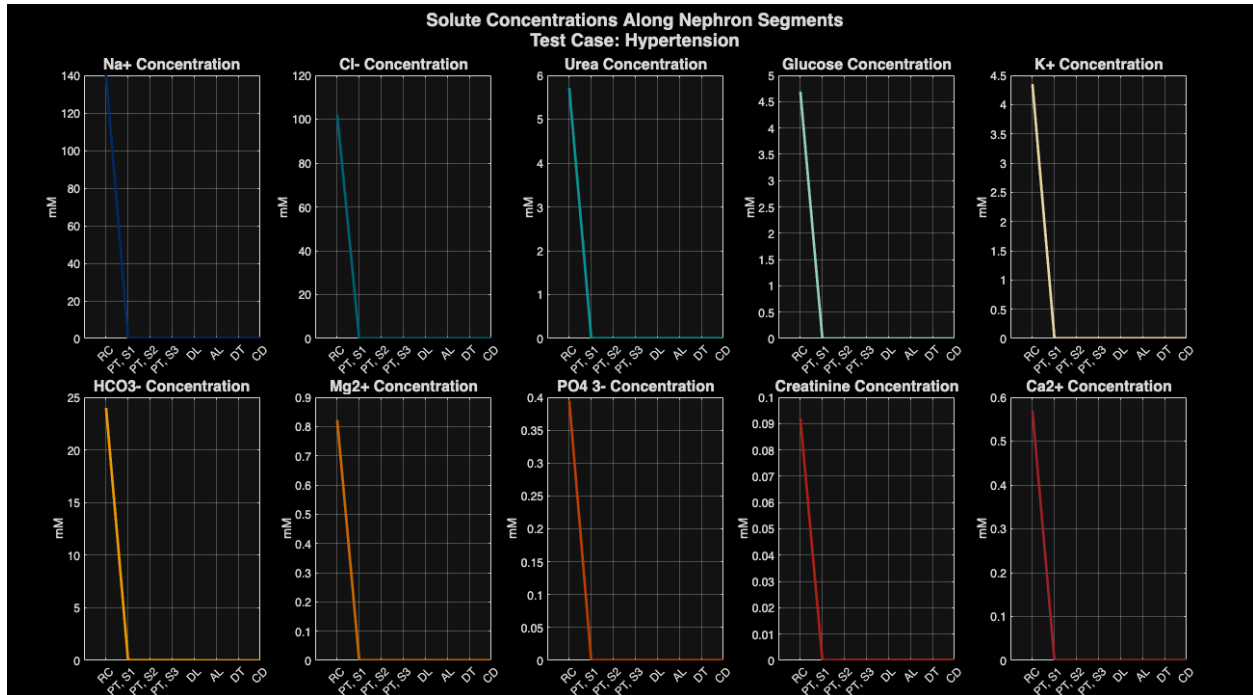 Solute Concentrations Along Nephron Segments
Test Case: Hypertension
Na+ Concentration
140
120
100
80
60
40
20
0
mM
RC
PT, S1
PT, S2
PT, S3
DL
AL
DT
CD
Cl- Concentration
120
100
80
60
40
20
0
mM
RC
PT, S1
PT, S2
PT, S3
DL
AL
DT
CD
Urea Concentration
6
5
4
3
2
1
0
mM
RC
PT, S1
PT, S2
PT, S3
DL
AL
DT
CD
Glucose Concentration
5
4.5
4
3.5
3
2.5
2
1.5
1
0.5
0
mM
RC
PT, S1
PT, S2
PT, S3
DL
AL
DT
CD
K+ Concentration
4.5
4
3.5
3
2.5
2
1.5
1
0.5
0
mM
RC
PT, S1
PT, S2
PT, S3
DL
AL
DT
CD
HCO3- Concentration
25
20
15
10
5
0
mM
RC
PT, S1
PT, S2
PT, S3
DL
AL
DT
CD
Mg2+ Concentration
0.9
0.8
0.7
0.6
0.5
0.4
0.3
0.2
0.1
0
mM
RC
PT, S1
PT, S2
PT, S3
DL
AL
DT
CD
PO4 3- Concentration
0.4
0.35
0.3
0.25
0.2
0.15
0.1
0.05
0
mM
RC
PT, S1
PT, S2
PT, S3
DL
AL
DT
CD
Creatinine Concentration
0.1
0.09
0.08
0.07
0.06
0.05
0.04
0.03
0.02
0.01
0
mM
RC
PT, S1
PT, S2
PT, S3
DL
AL
DT
CD
Ca2+ Concentration
0.6
0.5
0.4
0.3
0.2
0.1
0
mM
RC
PT, S1
PT, S2
PT, S3
DL
AL
DT
CD